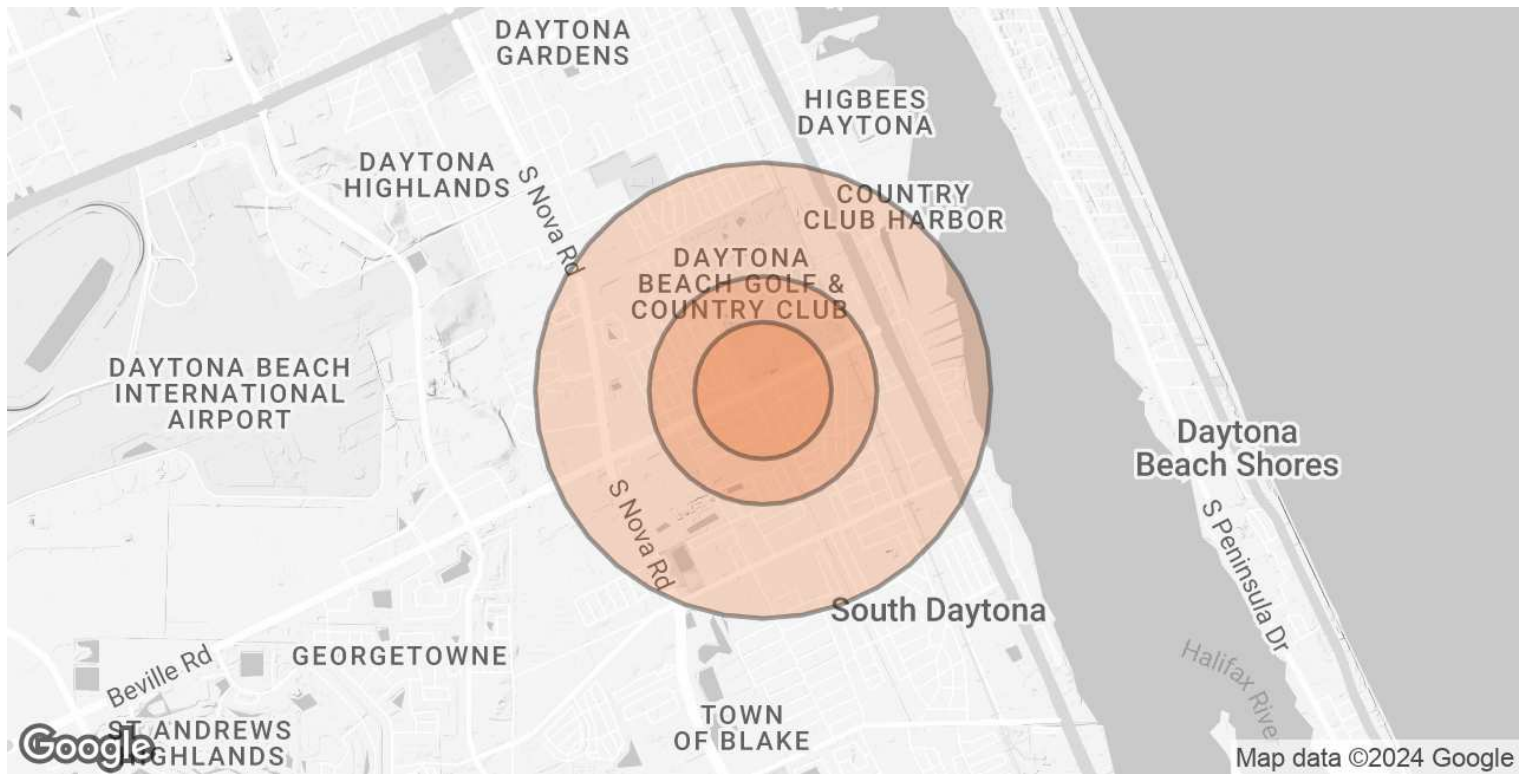 DAYTONA
GARDENS
HIGBEES
DAYTONA
DAYTONA
HIGHLANDS
S Nova Rd
COUNTRY
CLUB HARBOR
DAYTONA
BEACH GOLF &
COUNTRY CLUB
DAYTONA BEACH
INTERNATIONAL
AIRPORT
Daytona
Beach Shores
S Nova Rd
S Peninsula Dr
South Daytona
GEORGETOWNE
Beville Rd
Halifax River
TOWN
OF BLAKE
ST ANDREWS
HIGHLANDS
Google
Map data ©2024 Google